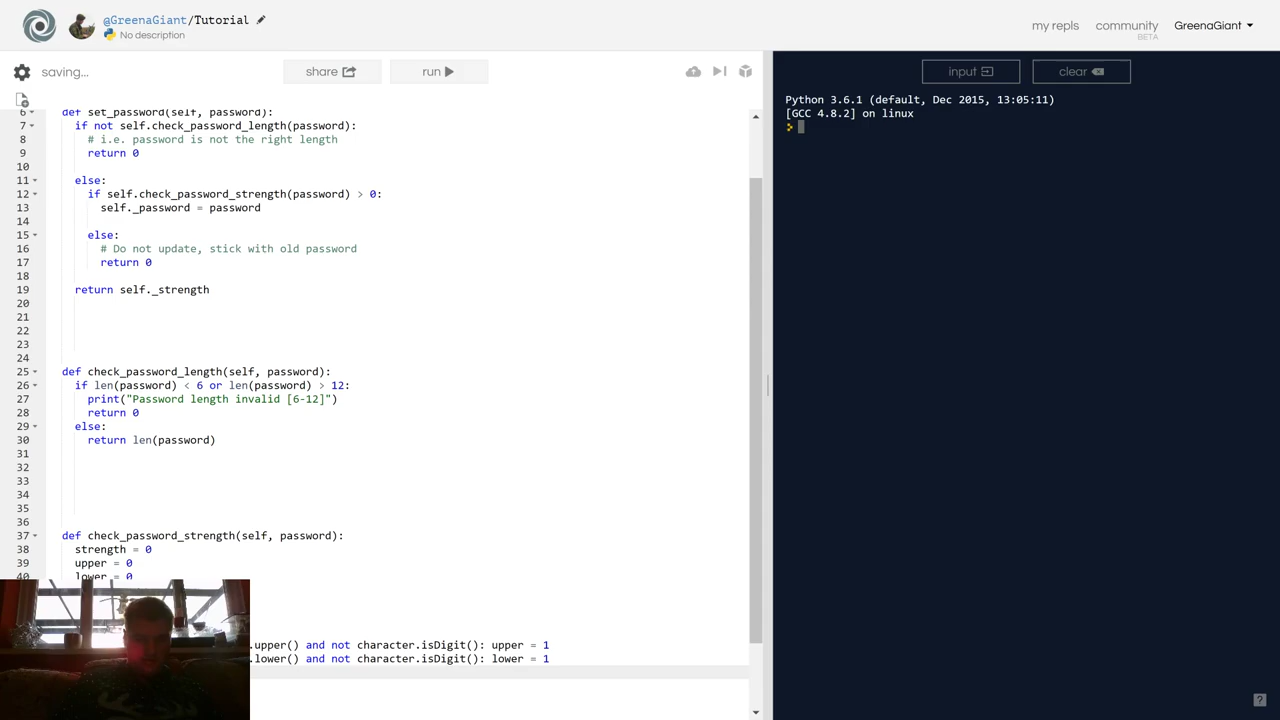 @GreenaGiant/Tutorial
No description
my repls
community
BETA
GreenaGiant
saving...
share
run
input
clear
6 def set_password(self, password):
7 if not self.check_password_length(password):
8 # i.e. password is not the right length
9 return 0
10
11 else:
12 if self.check_password_strength(password) > 0:
13 self._password = password
14
15 else:
16 # Do not update, stick with old password
17 return 0
18
19 return self._strength
20
21
22
23
24
25 def check_password_length(self, password):
26 if len(password) < 6 or len(password) > 12:
27 print("Password length invalid [6-12]")
28 return 0
29 else:
30 return len(password)
31
32
33
34
35
36
37 def check_password_strength(self, password):
38 strength = 0
39 upper = 0
40 lower = 0
.upper() and not character.isDigit(): upper = 1
.lower() and not character.isDigit(): lower = 1
Python 3.6.1 (default, Dec 2015, 13:05:11)
[GCC 4.8.2] on linux
?